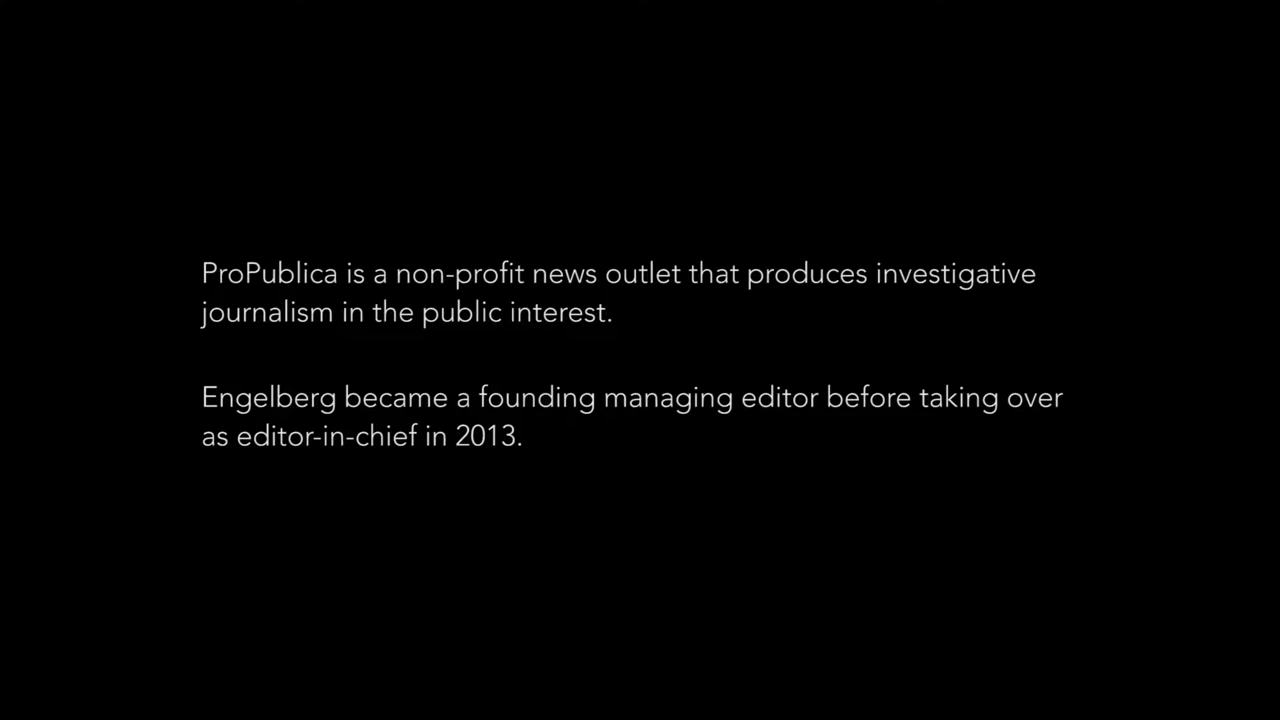 ProPublica is a non-profit news outlet that produces investigative
journalism in the public interest.
Engelberg became a founding managing editor before taking over
as editor-in-chief in 2013.